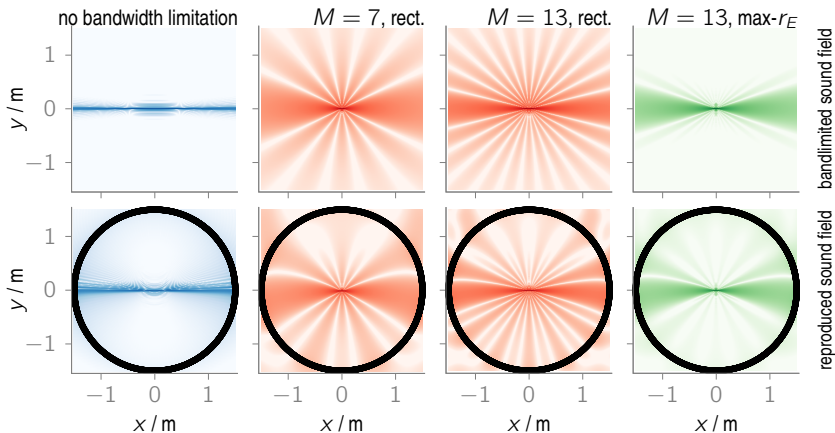 no bandwidth limitation
M = 7, rect.
M = 13, rect.
M = 13, max-r_E
y / m
1
0
−1
bandlimited sound field
y / m
1
0
−1
reproduced sound field
−1 0 1
−1 0 1
−1 0 1
−1 0 1
x / m
x / m
x / m
x / m